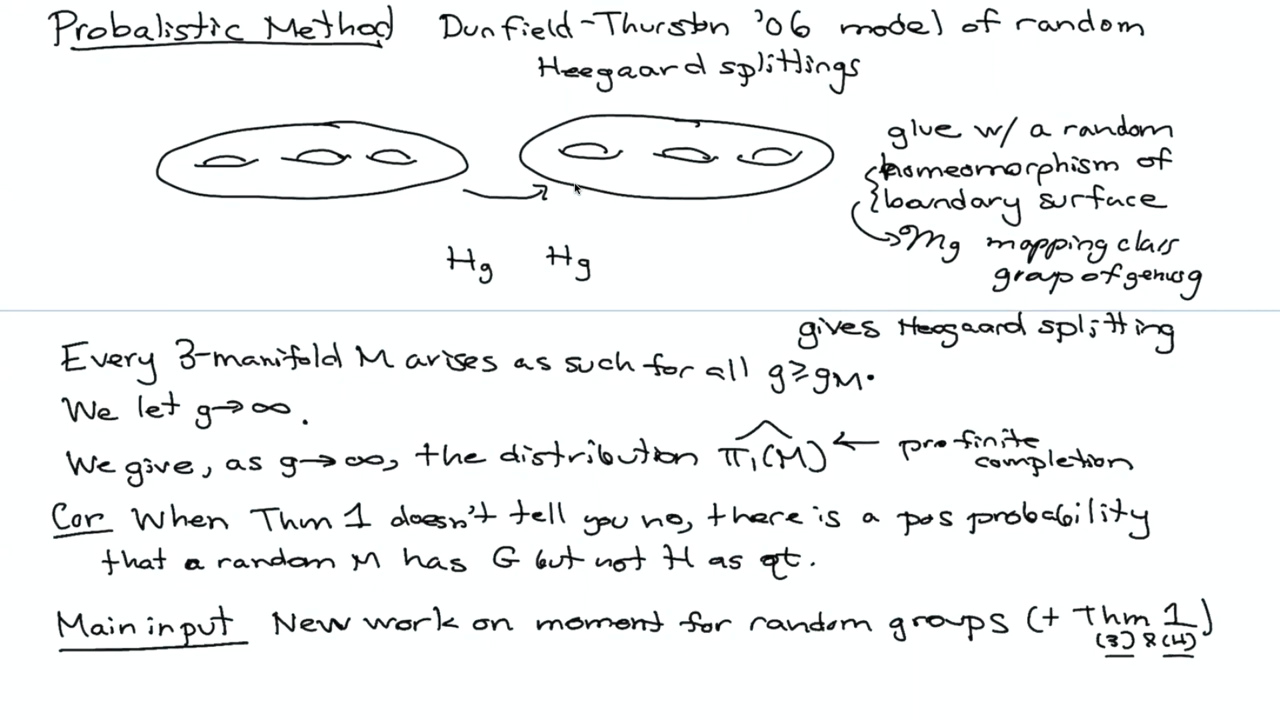 Probalistic Method Dunfield-Thurston '06 model of random
Heegaard splittings
glue w/ a random
homeomorphism of
boundary surface
→ Mg mapping class
group of genus g
Hg Hg
gives Heegaard splitting
Every 3-manifold M arises as such for all g ≥ gM.
We let g→∞.
We give, as g→∞, the distribution π̂₁(M) ← profinite
completion
Cor When Thm 1 doesn't tell you no, there is a pos probability
that a random M has G but not H as qt.
Main input New work on moment for random groups (+ Thm 1)
(3) & (4)